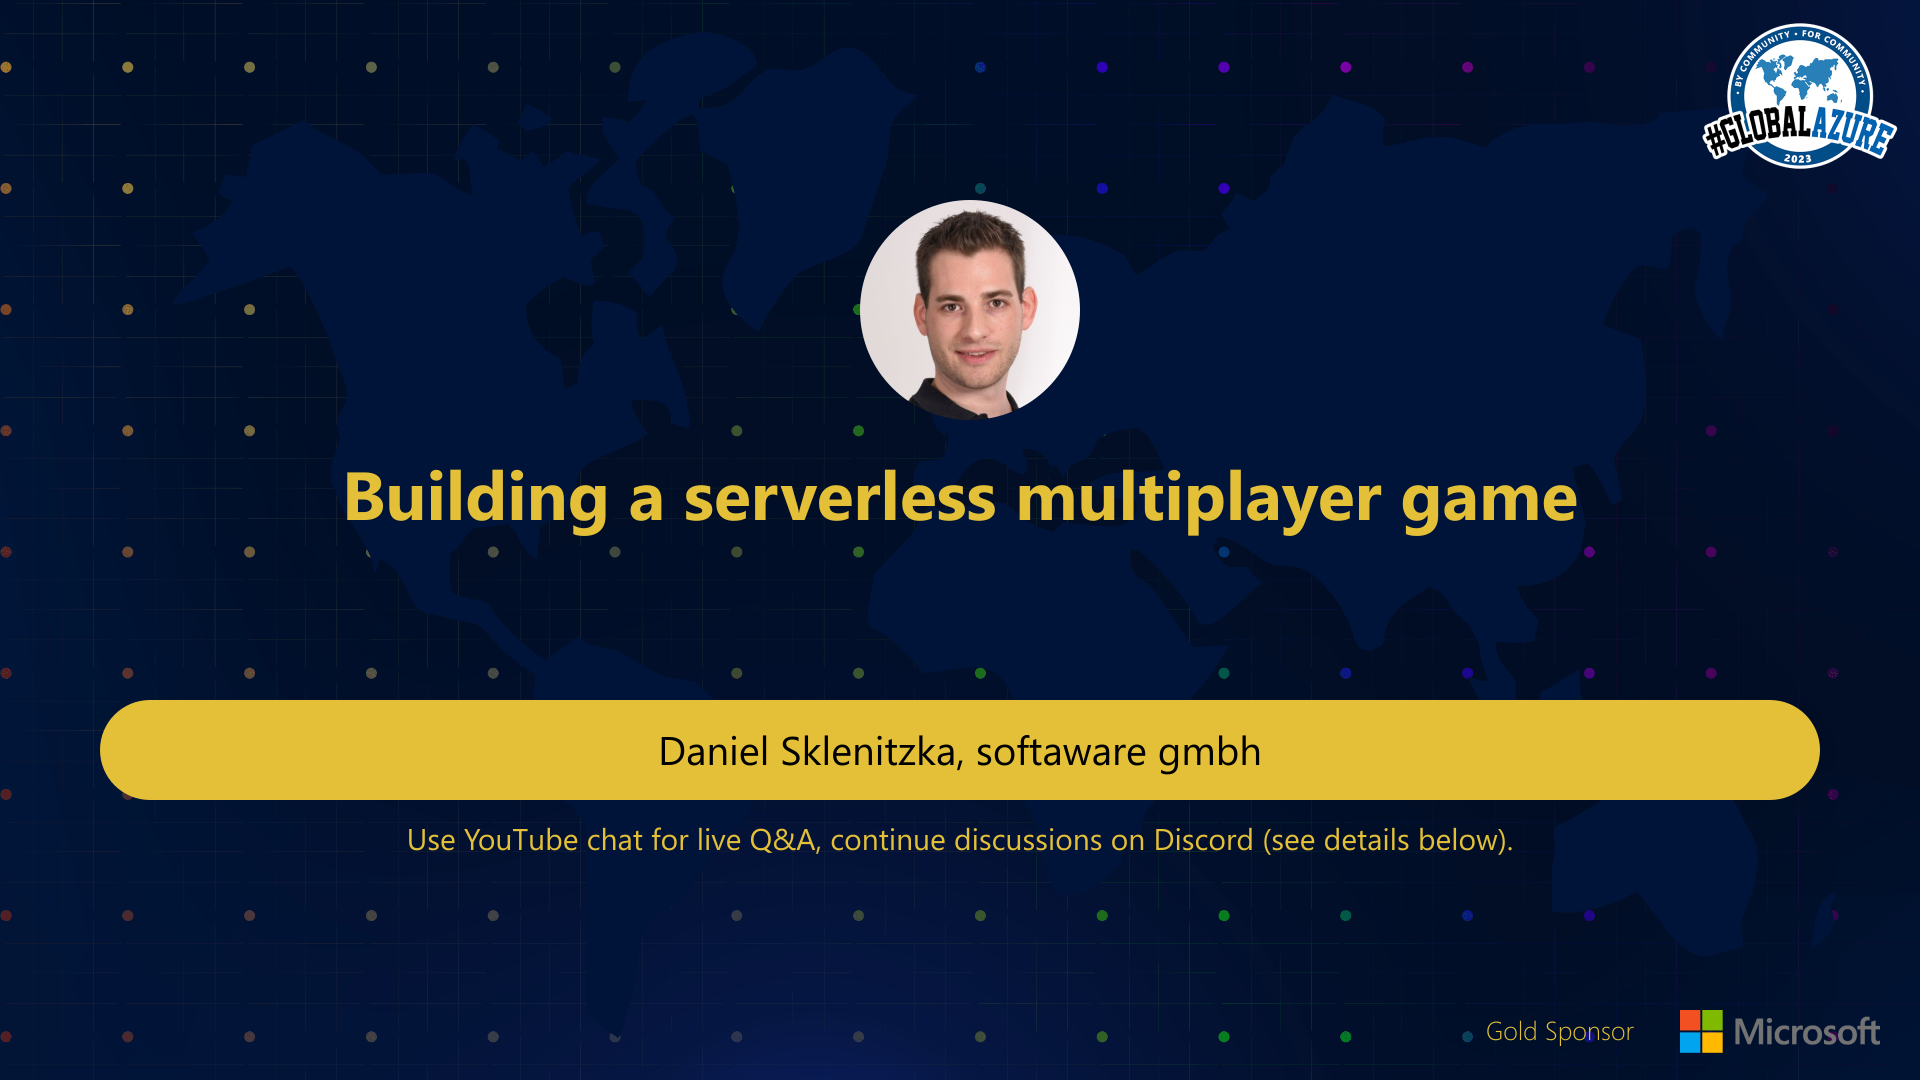 • BY COMMUNITY • FOR COMMUNITY •
#GLOBALAZURE
2023
Building a serverless multiplayer game
Daniel Sklenitzka, softaware gmbh
Use YouTube chat for live Q&A, continue discussions on Discord (see details below).
Gold Sponsor
Microsoft